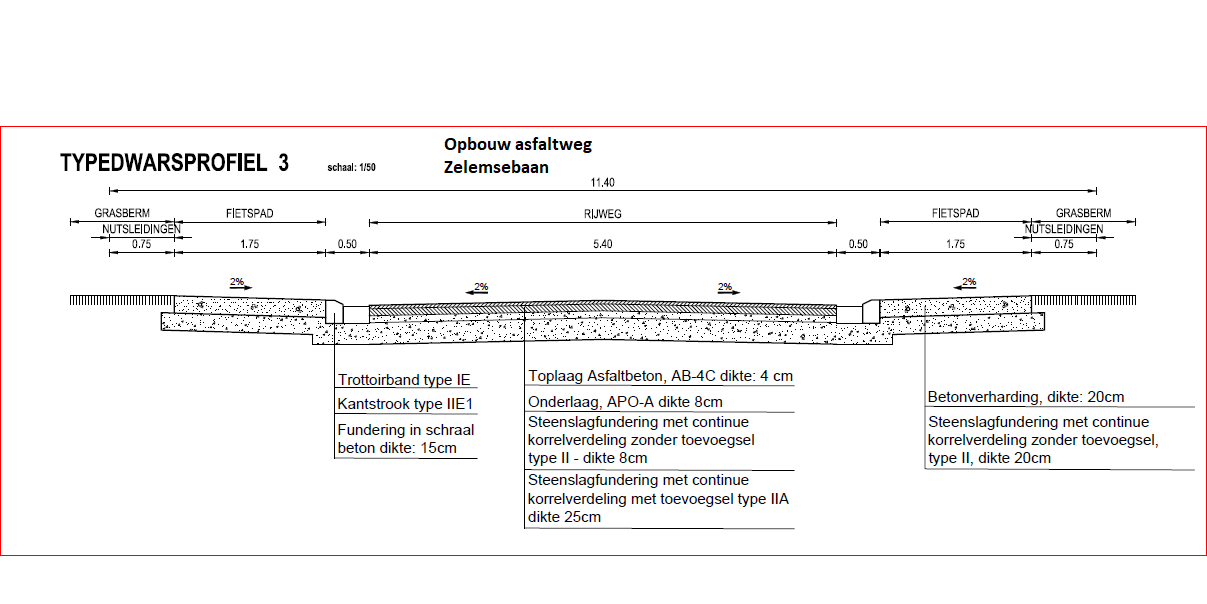 Opbouw asfaltweg
Zelemsebaan
TYPEDWARSPROFIEL 3
schaal: 1/50
11.40
GRASBERM
FIETSPAD
RIJWEG
FIETSPAD
GRASBERM
NUTSLEIDINGEN
NUTSLEIDINGEN
0.75
1.75
0.50
5.40
0.50
1.75
0.75
2%
2%
2%
2%
Trottoirband type IE
Kantstrook type IIE1
Fundering in schraal
beton dikte: 15cm
Toplaag Asfaltbeton, AB-4C dikte: 4 cm
Onderlaag, APO-A dikte 8cm
Steenslagfundering met continue
korrelverdeling zonder toevoegsel
type II - dikte 8cm
Steenslagfundering met continue
korrelverdeling met toevoegsel type IIA
dikte 25cm
Betonverharding, dikte: 20cm
Steenslagfundering met continue
korrelverdeling zonder toevoegsel,
type II, dikte 20cm